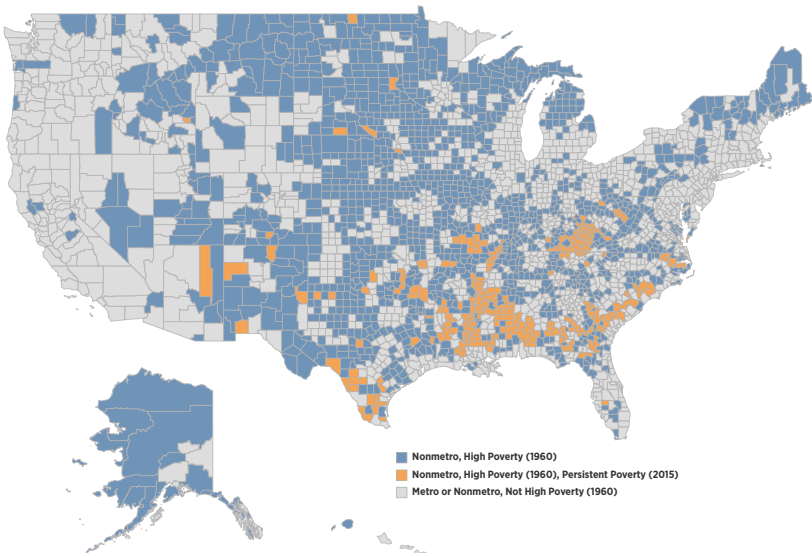 Nonmetro, High Poverty (1960)
Nonmetro, High Poverty (1960), Persistent Poverty (2015)
Metro or Nonmetro, Not High Poverty (1960)